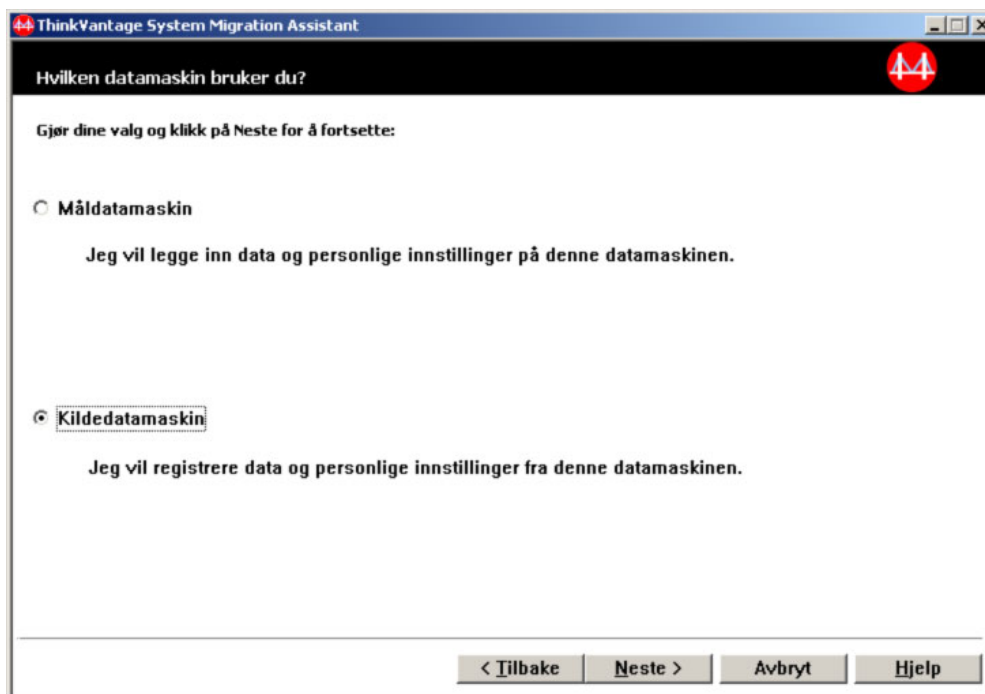 ThinkVantage System Migration Assistant
Hvilken datamaskin bruker du?
Gjør dine valg og klikk på Neste for å fortsette:
Måldatamaskin
Jeg vil legge inn data og personlige innstillinger på denne datamaskinen.
Kildedatamaskin
Jeg vil registrere data og personlige innstillinger fra denne datamaskinen.
< Tilbake Neste > Avbryt Hjelp